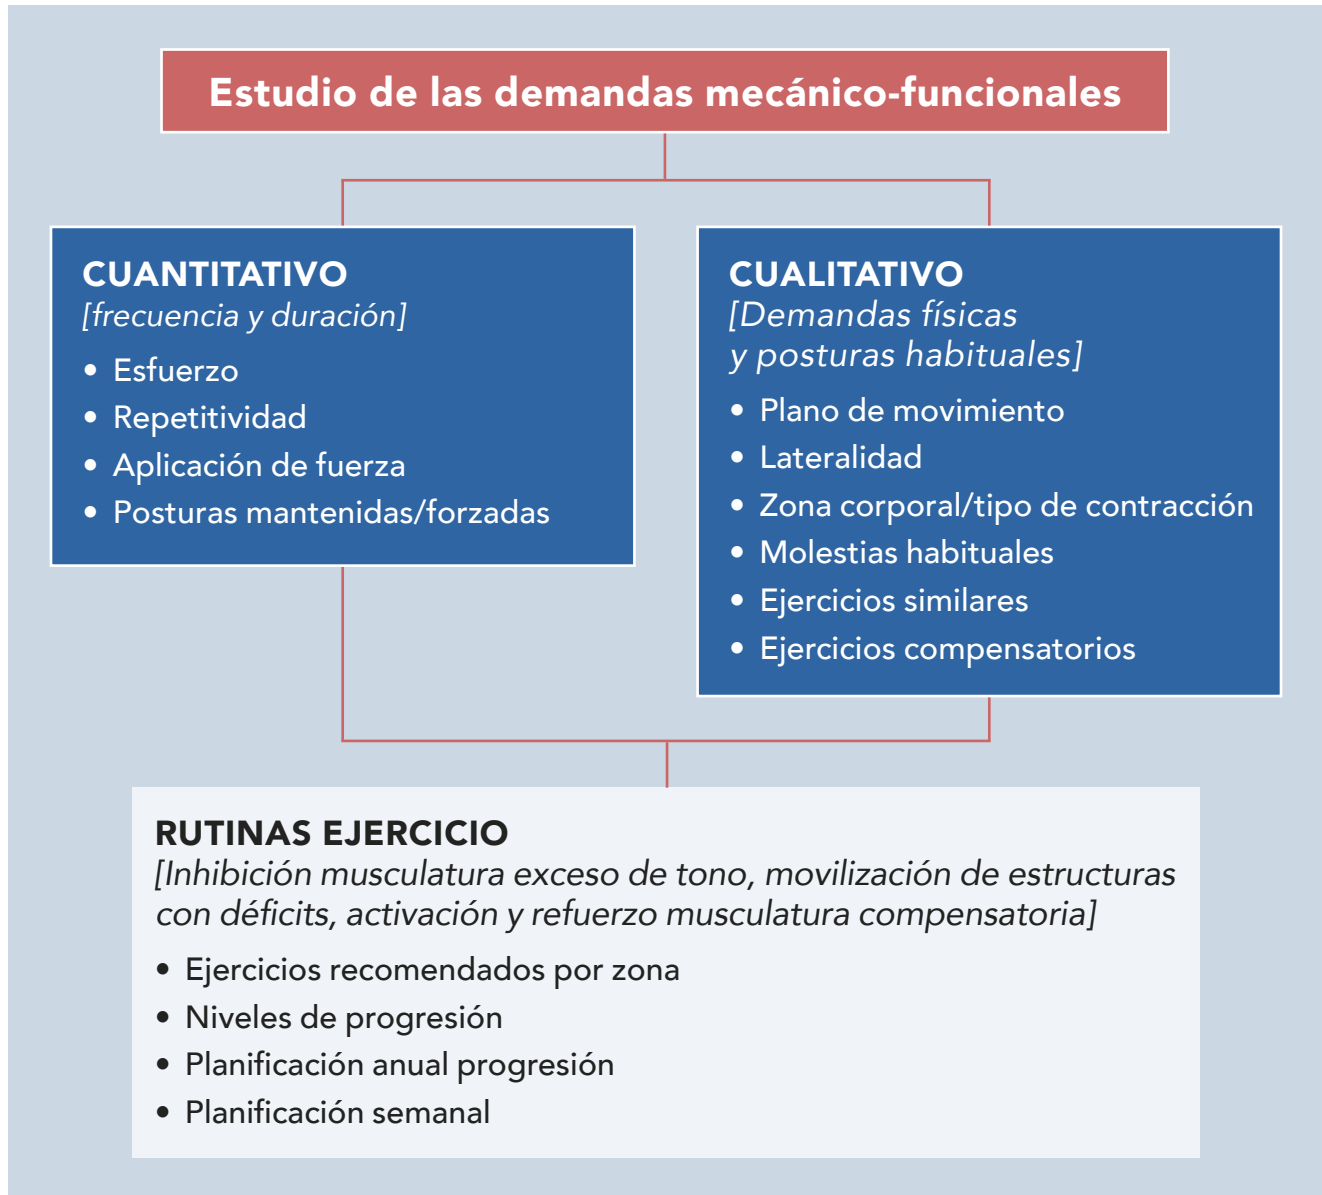 Estudio de las demandas mecánico-funcionales
CUANTITATIVO
[frecuencia y duración]
• Esfuerzo
• Repetitividad
• Aplicación de fuerza
• Posturas mantenidas/forzadas
CUALITATIVO
[Demandas físicas
y posturas habituales]
• Plano de movimiento
• Lateralidad
• Zona corporal/tipo de contracción
• Molestias habituales
• Ejercicios similares
• Ejercicios compensatorios
RUTINAS EJERCICIO
[Inhibición musculatura exceso de tono, movilización de estructuras
con déficits, activación y refuerzo musculatura compensatoria]
• Ejercicios recomendados por zona
• Niveles de progresión
• Planificación anual progresión
• Planificación semanal